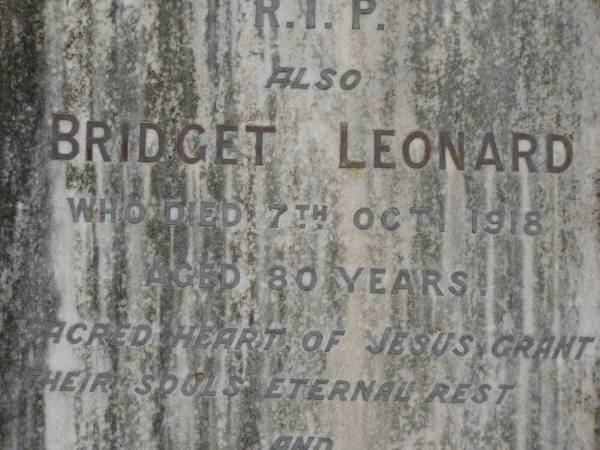 R.I.P.
ALSO
BRIDGET LEONARD
WHO DIED 7TH OCT. 1918
AGED 80 YEARS.
SACRED HEART OF JESUS GRANT
THEIR SOULS ETERNAL REST
AND